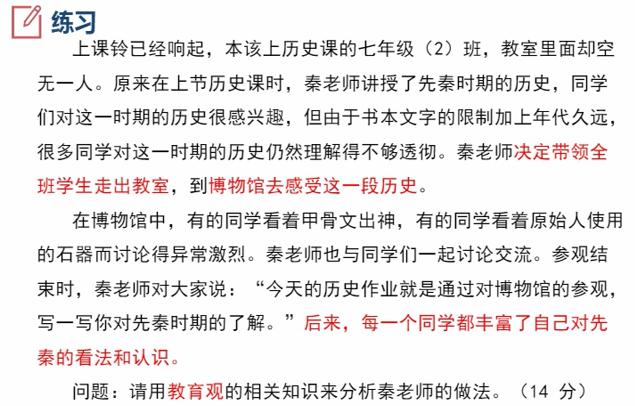 练习
上课铃已经响起，本该上历史课的七年级（2）班，教室里面却空
无一人。原来在上节历史课时，秦老师讲授了先秦时期的历史，同学
们对这一时期的历史很感兴趣，但由于书本文字的限制加上年代久远，
很多同学对这一时期的历史仍然理解得不够透彻。秦老师决定带领全
班学生走出教室，到博物馆去感受这一段历史。
在博物馆中，有的同学看着甲骨文出神，有的同学看着原始人使用
的石器而讨论得异常激烈。秦老师也与同学们一起讨论交流。参观结
束时，秦老师对大家说：“今天的历史作业就是通过对博物馆的参观，
写一写你对先秦时期的了解。”后来，每一个同学都丰富了自己对先
秦的看法和认识。
问题：请用教育观的相关知识来分析秦老师的做法。（14 分）